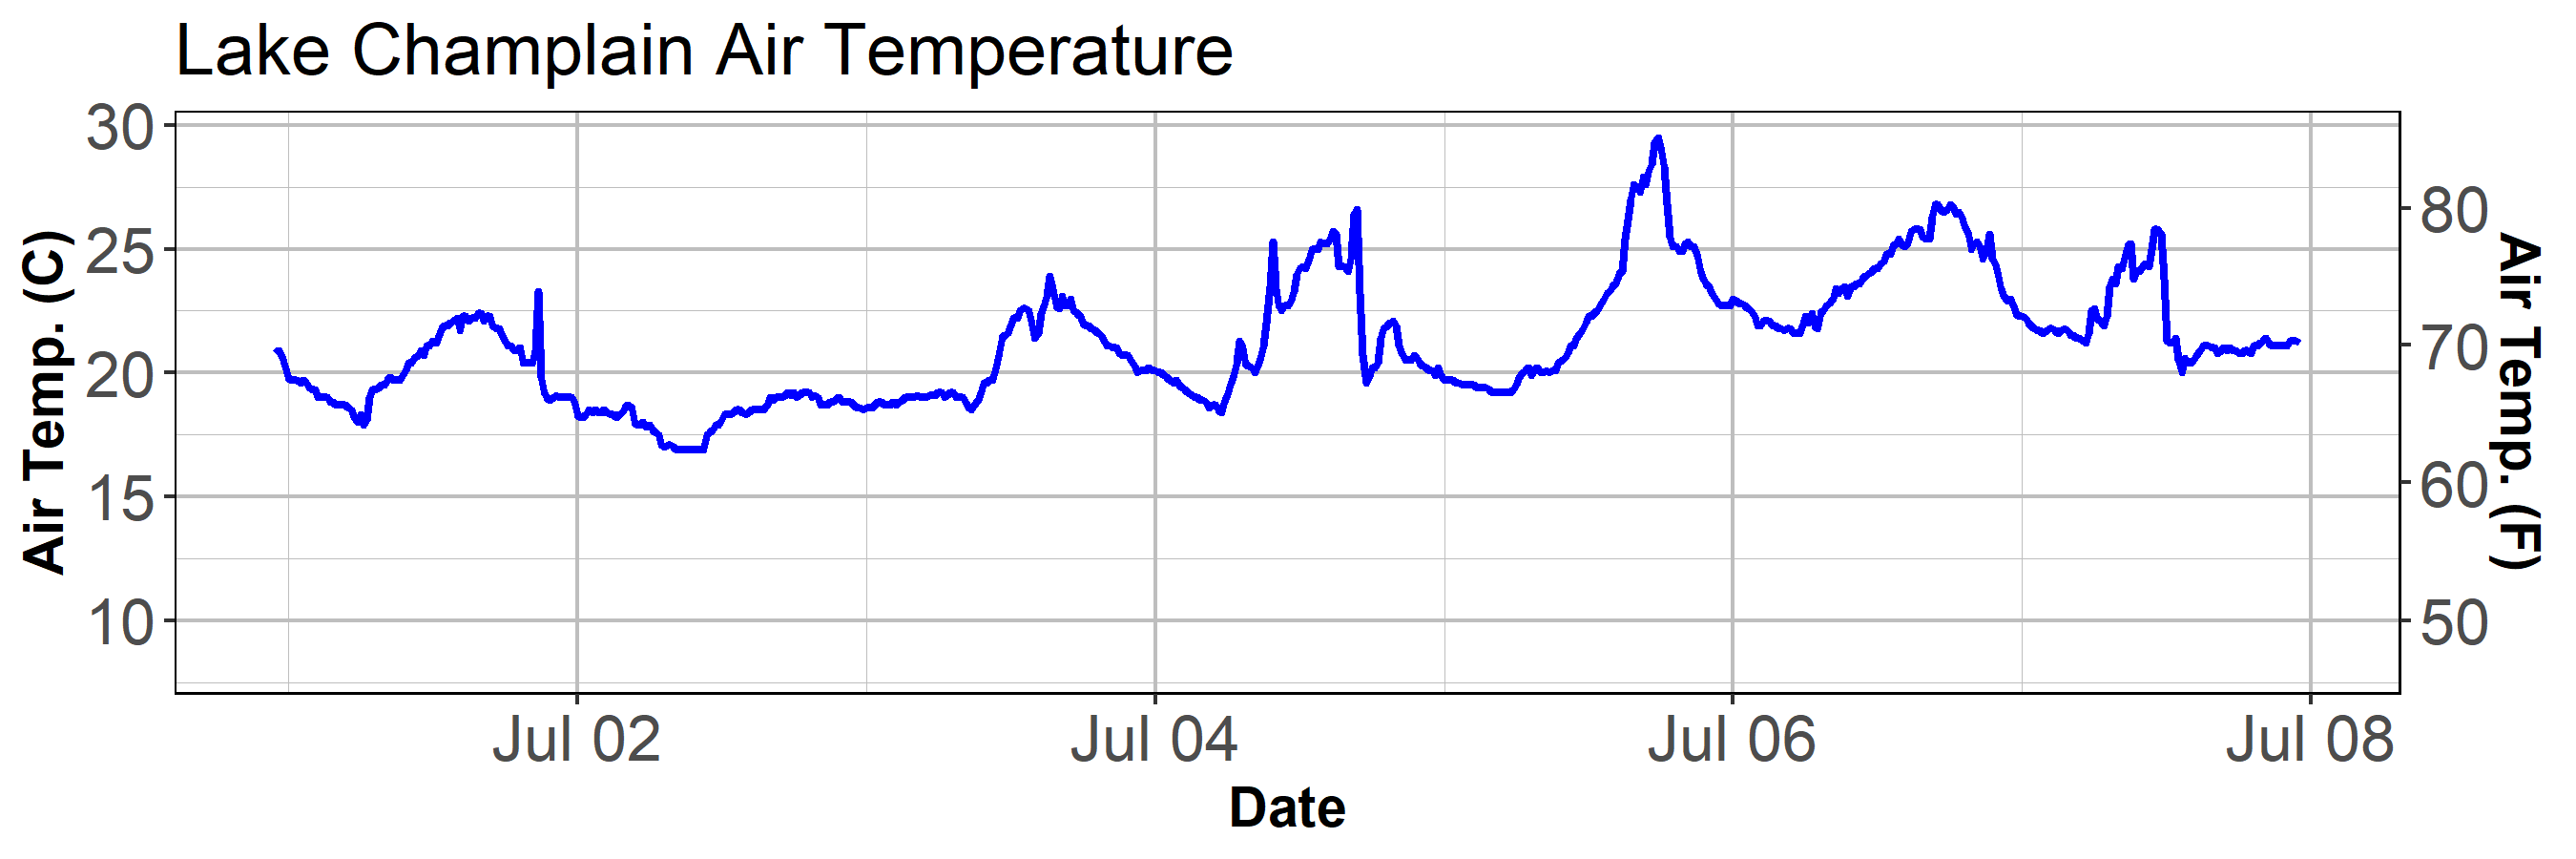 Lake Champlain Air Temperature
Air Temp. (C)
30
25
20
15
10
80
70
60
50
Air Temp. (F)
Jul 02
Jul 04
Jul 06
Jul 08
Date